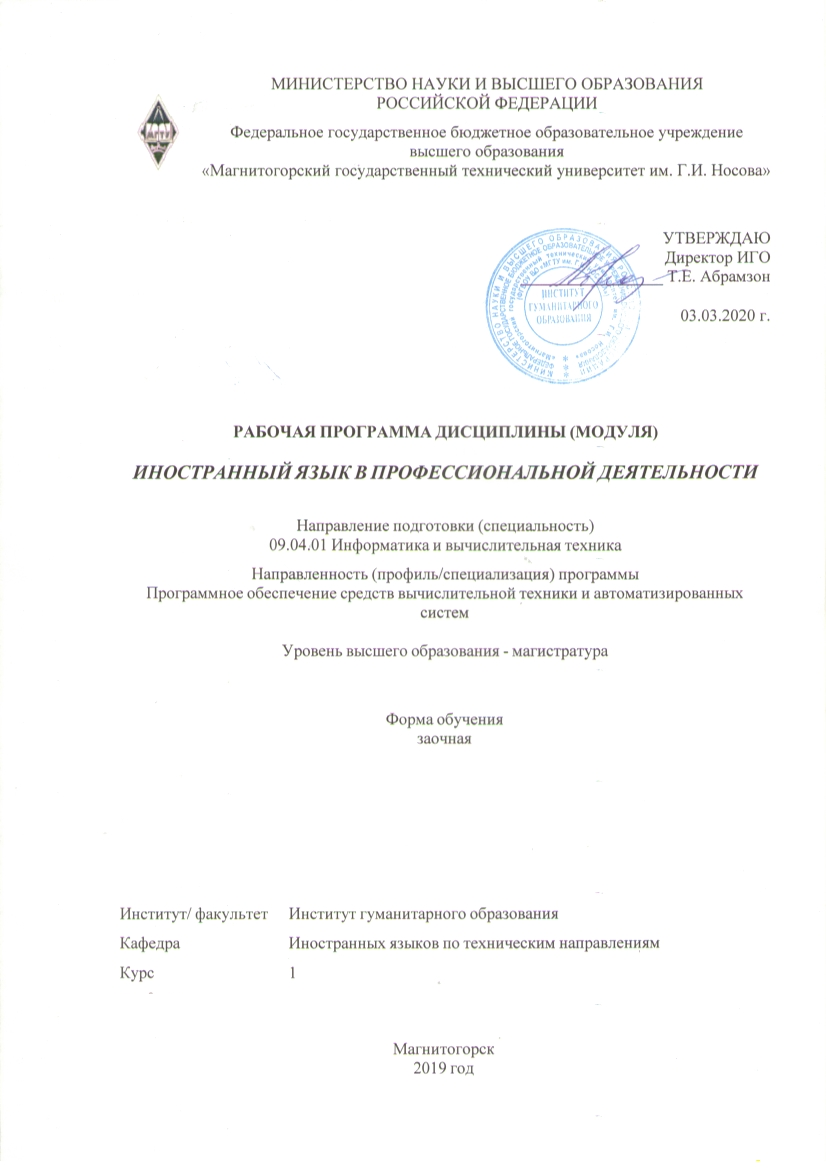 МИНИСТЕРСТВО НАУКИ И ВЫСШЕГО ОБРАЗОВАНИЯ
РОССИЙСКОЙ ФЕДЕРАЦИИ
Федеральное государственное бюджетное образовательное учреждение
высшего образования
«Магнитогорский государственный технический университет им. Г.И. Носова»
МГТУ
УТВЕРЖДАЮ
Директор ИГО
Т.Е. Абрамзон
03.03.2020 г.
ИНСТИТУТ
ГУМАНИТАРНОГО
ОБРАЗОВАНИЯ
РАБОЧАЯ ПРОГРАММА ДИСЦИПЛИНЫ (МОДУЛЯ)
ИНОСТРАННЫЙ ЯЗЫК В ПРОФЕССИОНАЛЬНОЙ ДЕЯТЕЛЬНОСТИ
Направление подготовки (специальность)
09.04.01 Информатика и вычислительная техника
Направленность (профиль/специализация) программы
Программное обеспечение средств вычислительной техники и автоматизированных
систем
Уровень высшего образования - магистратура
Форма обучения
заочная
Институт/ факультет Институт гуманитарного образования
Кафедра Иностранных языков по техническим направлениям
Курс 1
Магнитогорск
2019 год